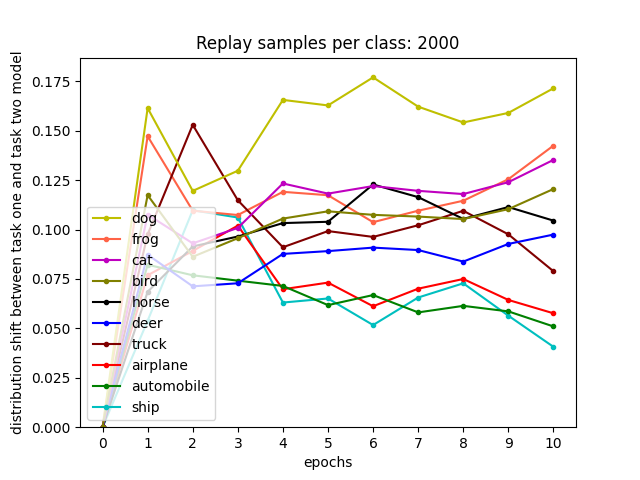 Replay samples per class: 2000
distribution shift between task one and task two model
0.175
0.150
0.125
0.100
0.075
0.050
0.025
0.000
dog
frog
cat
bird
horse
deer
truck
airplane
automobile
ship
0 1 2 3 4 5 6 7 8 9 10
epochs